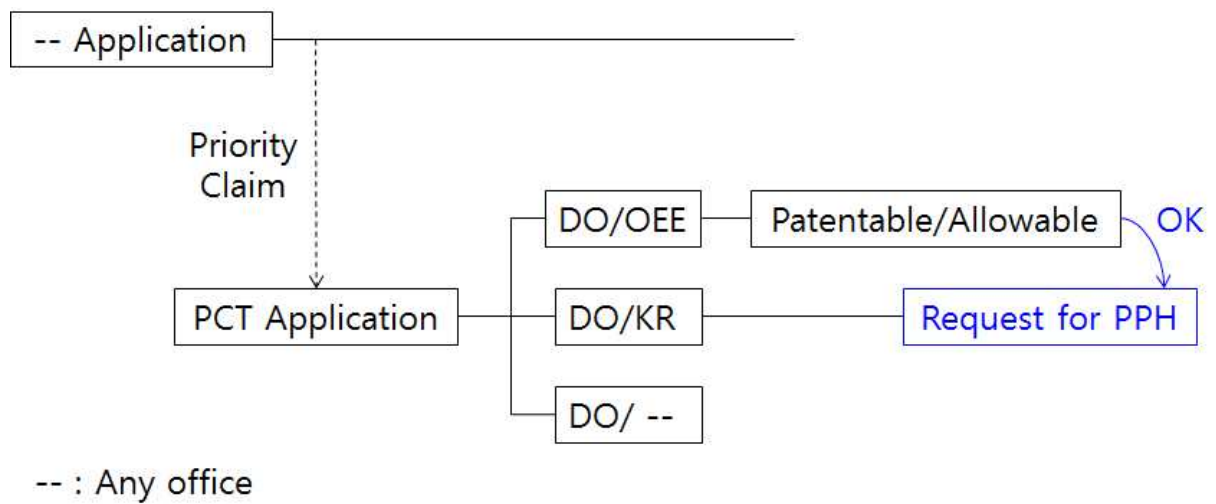 -- Application
Priority
Claim
DO/OEE
Patentable/Allowable
OK
PCT Application
DO/KR
Request for PPH
DO/ --
-- : Any office